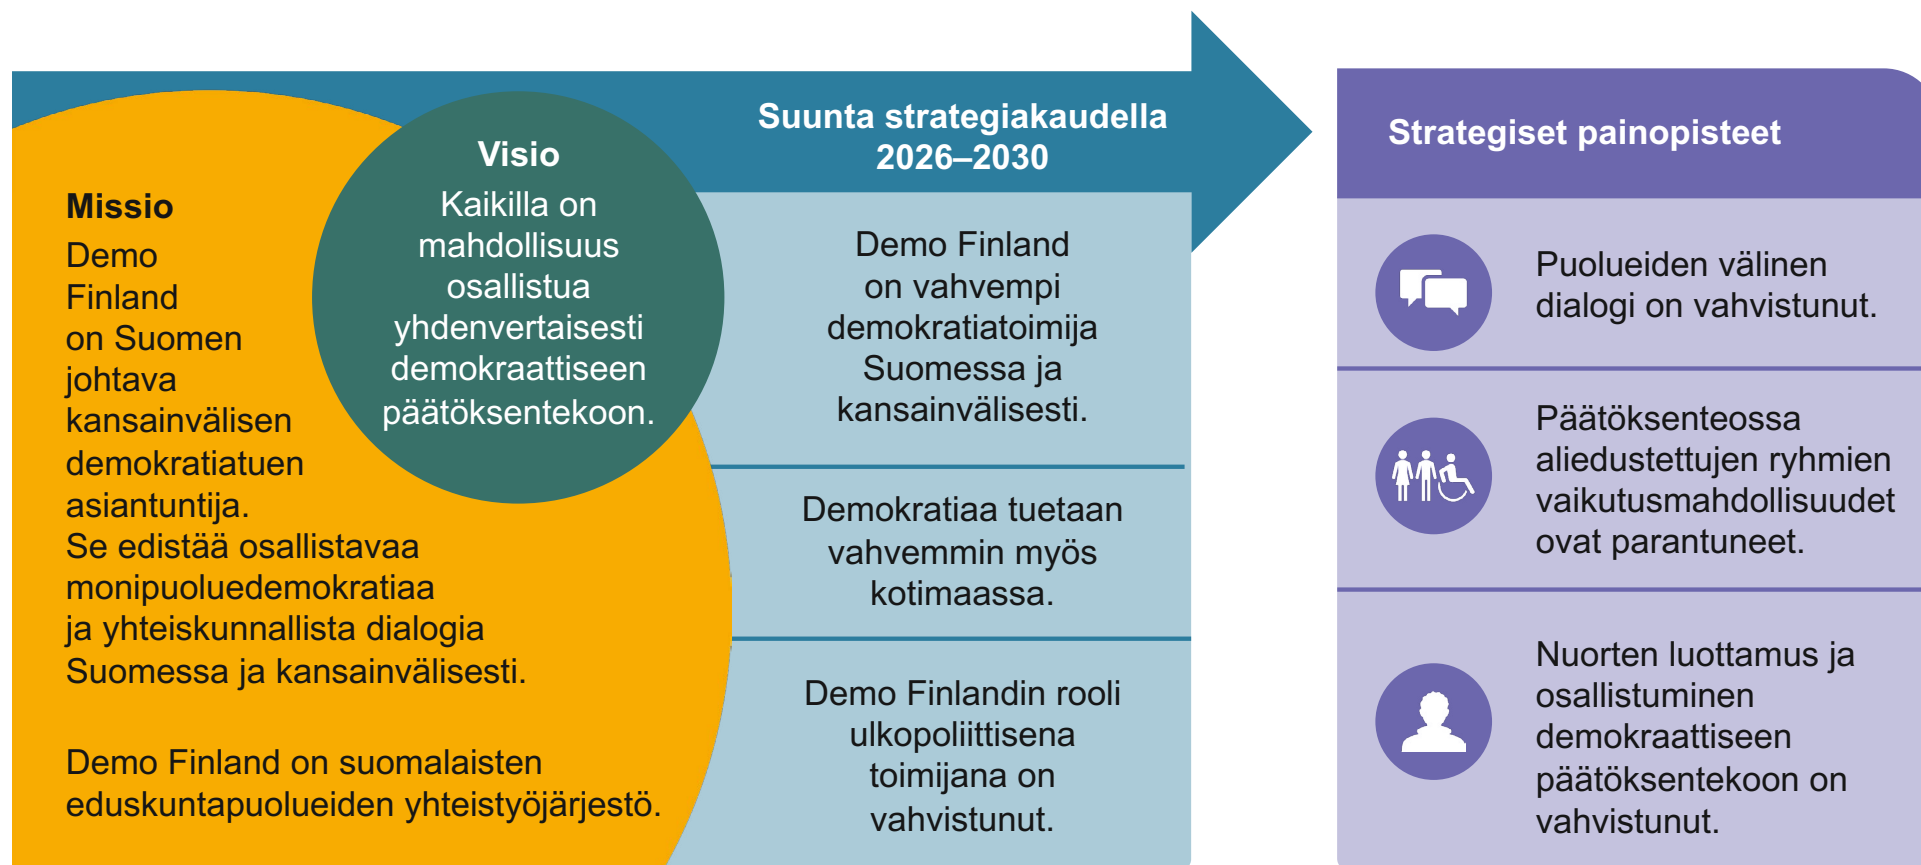 Missio
Demo
Finland
on Suomen
johtava
kansainvälisen
demokratiatuen
asiantuntija.
Se edistää osallistavaa
monipuoluedemokratiaa
ja yhteiskunnallista dialogia
Suomessa ja kansainvälisesti.
Demo Finland on suomalaisten
eduskuntapuolueiden yhteistyöjärjestö.
Visio
Kaikilla on
mahdollisuus
osallistua
yhdenvertaisesti
demokraattiseen
päätöksentekoon.
Suunta strategiakaudella
2026–2030
Demo Finland
on vahvempi
demokratiatoimija
Suomessa ja
kansainvälisesti.
Demokratiaa tuetaan
vahvemmin myös
kotimaassa.
Demo Finlandin rooli
ulkopoliittisena
toimijana on
vahvistunut.
Strategiset painopisteet
Puolueiden välinen
dialogi on vahvistunut.
Päätöksenteossa
aliedustettujen ryhmien
vaikutusmahdollisuudet
ovat parantuneet.
Nuorten luottamus ja
osallistuminen
demokraattiseen
päätöksentekoon on
vahvistunut.